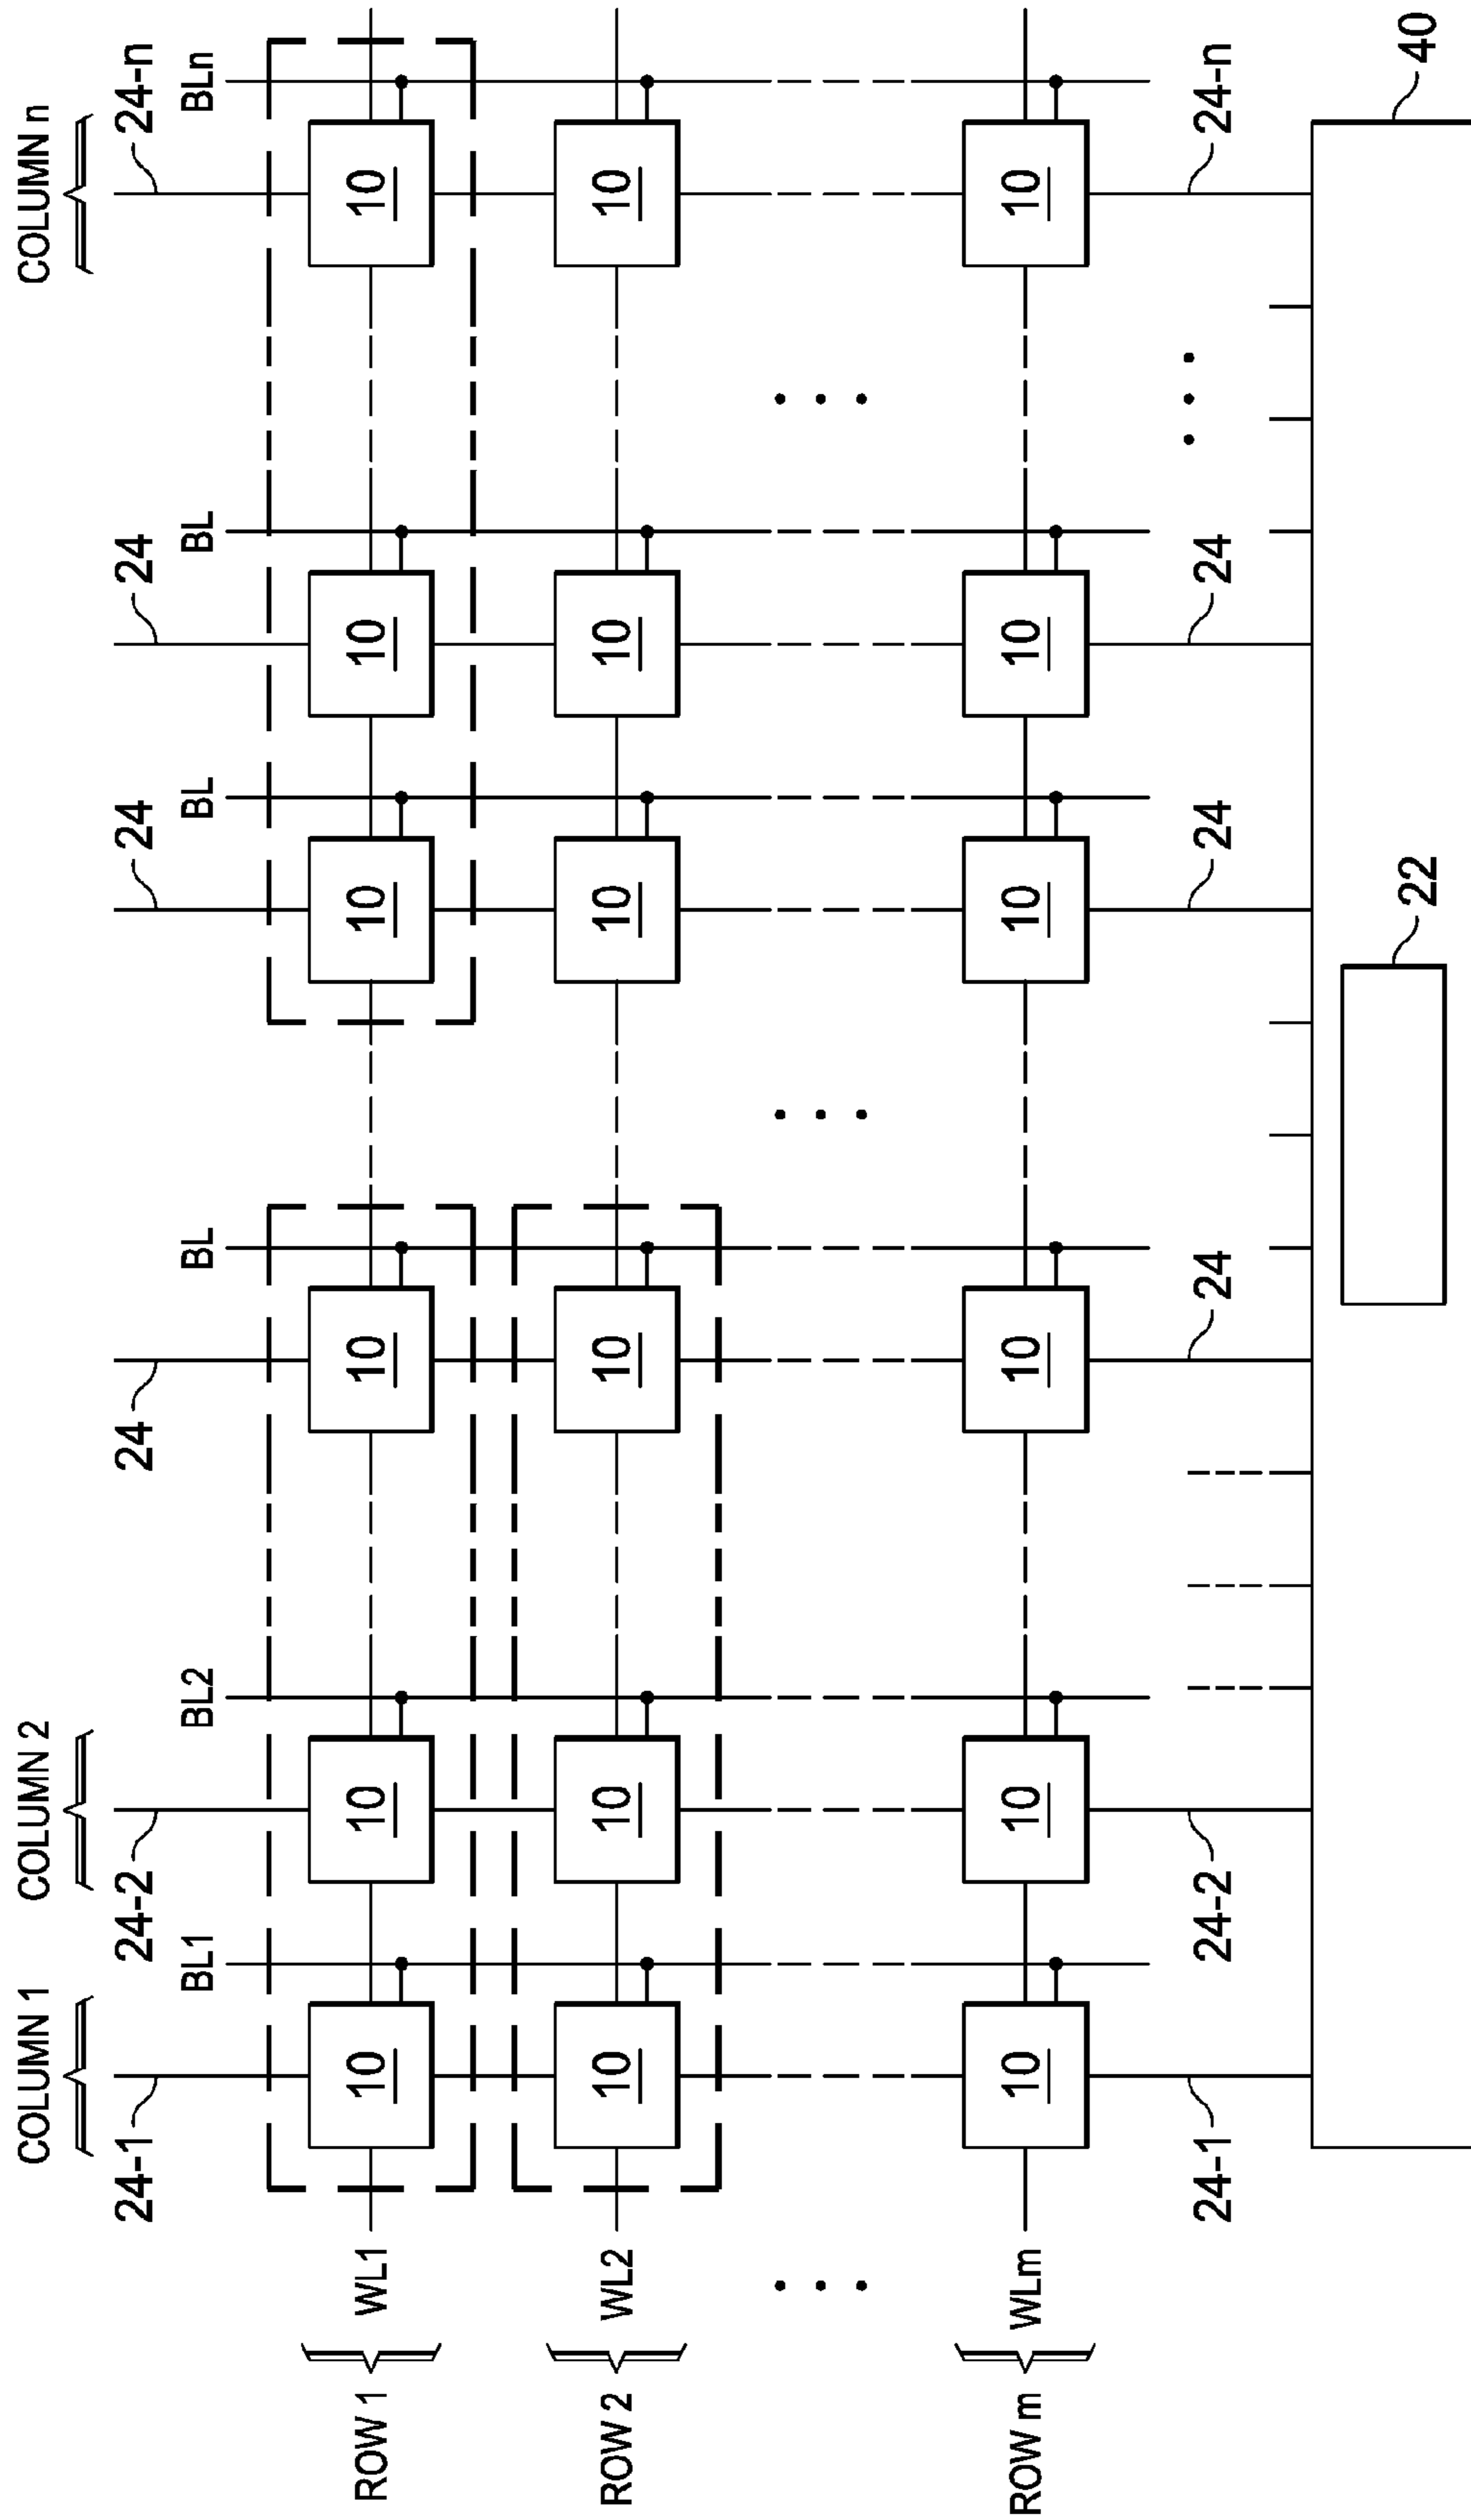 COLUMN 1 COLUMN 2 COLUMN n
24-1 24-2 24 24 24 24-n
BL1 BL2 BL BL BL BLn
ROW 1 WL1 10 10 10 10 10 10
ROW 2 WL2 10 10 10 10 10 10
ROW m WLm 10 10 10 10 10 10
24-1 24-2 24 24 24 24-n
22 40